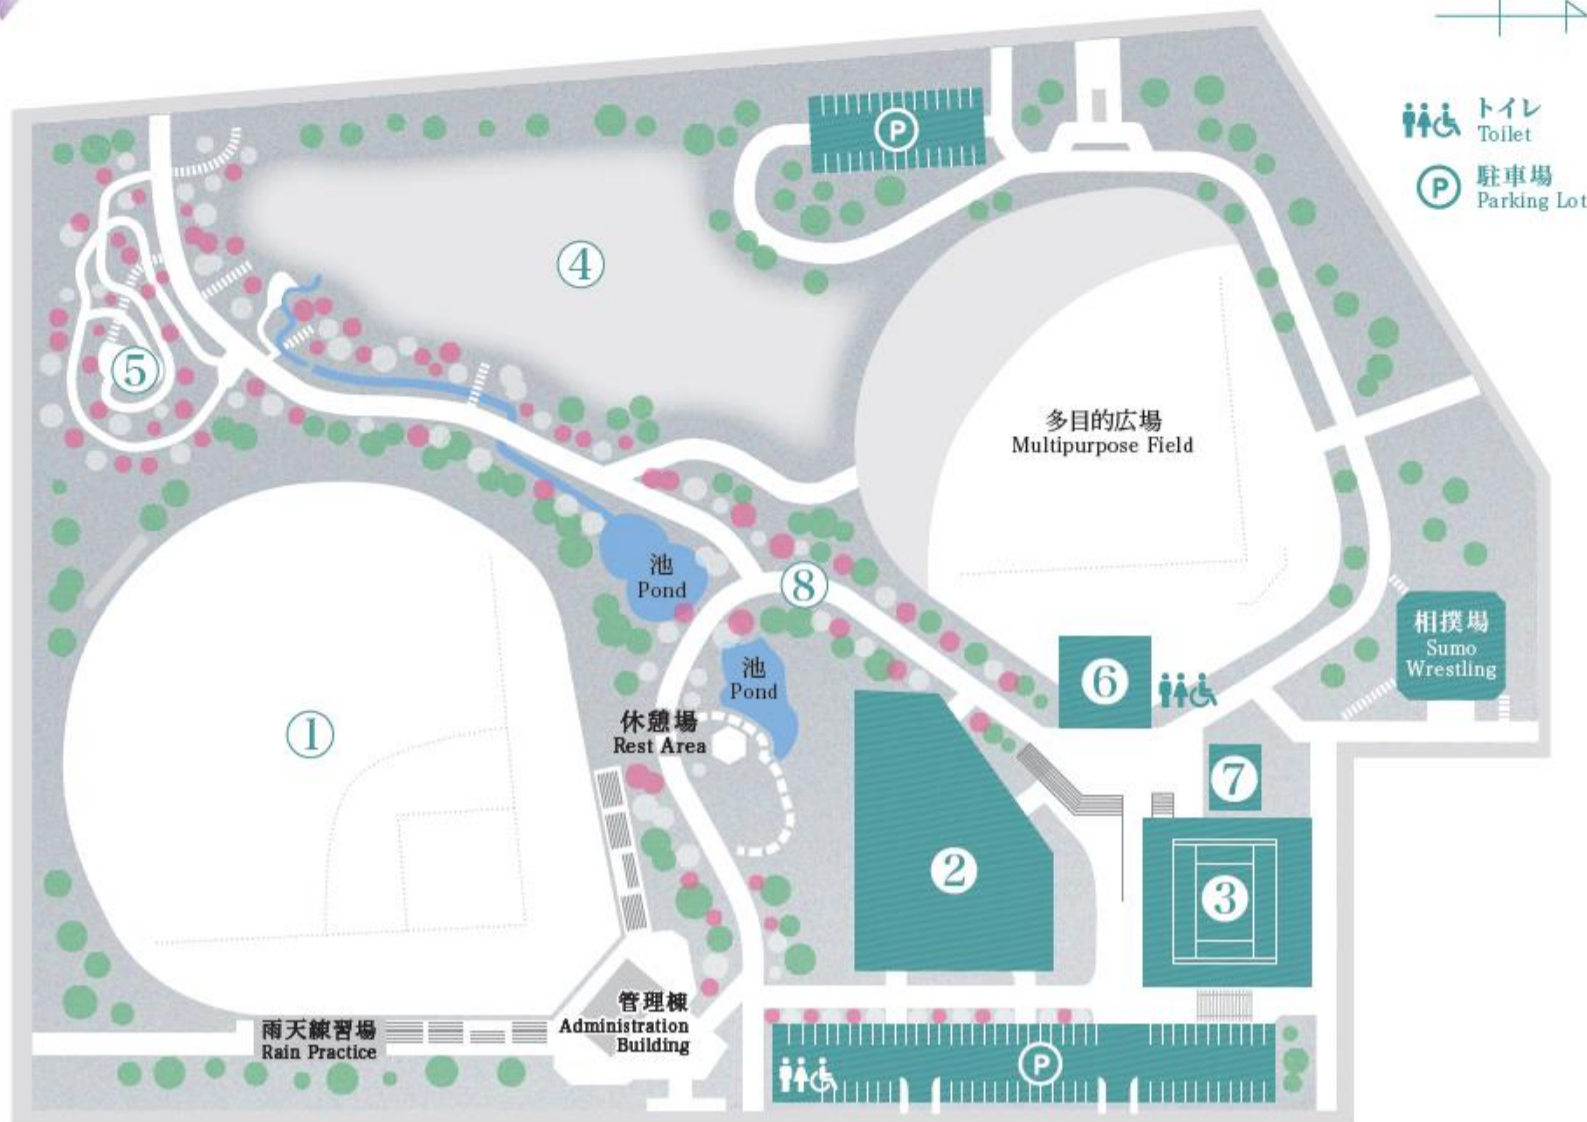 トイレ
Toilet
P
駐車場
Parking Lot
P
④
⑤
多目的広場
Multipurpose Field
池
Pond
⑧
相撲場
Sumo
Wrestling
⑥
池
Pond
休憩場
Rest Area
①
⑦
②
③
管理棟
Administration
Building
雨天練習場
Rain Practice
P